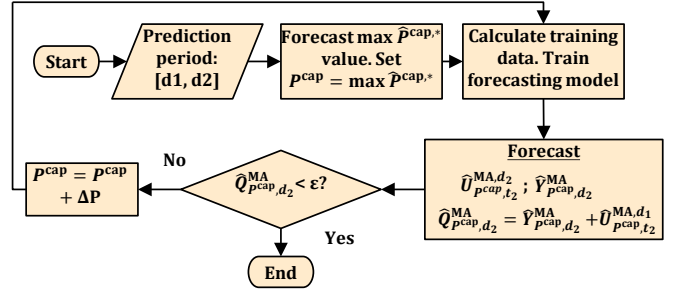 Start
Prediction
period:
[d1, d2]
Forecast max P̂^cap,*
value. Set
P^cap = max P̂^cap,*
Calculate training
data. Train
forecasting model
Forecast
Û^MA,d₂_P^cap,t₂ ; Ŷ^MA_P^cap,d₂
Q̂^MA_P^cap,d₂ = Ŷ^MA_P^cap,d₂ + Û^MA,d₁_P^cap,t₂
Q̂^MA_P^cap,d₂ < ε?
No
P^cap = P^cap
+ ΔP
Yes
End